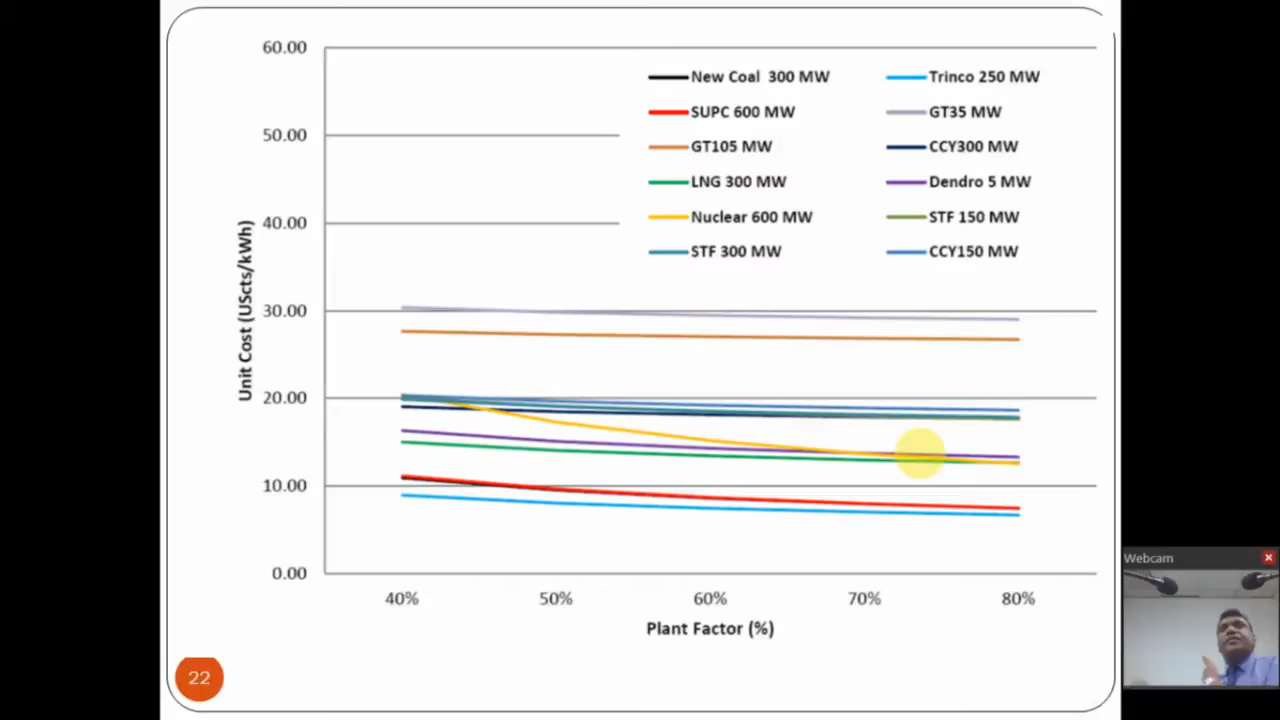 60.00
50.00
40.00
30.00
20.00
10.00
0.00
Unit Cost (UScts/kWh)
New Coal 300 MW
Trinco 250 MW
SUPC 600 MW
GT35 MW
GT105 MW
CCY300 MW
LNG 300 MW
Dendro 5 MW
Nuclear 600 MW
STF 150 MW
STF 300 MW
CCY150 MW
40% 50% 60% 70% 80%
Plant Factor (%)
22
Webcam